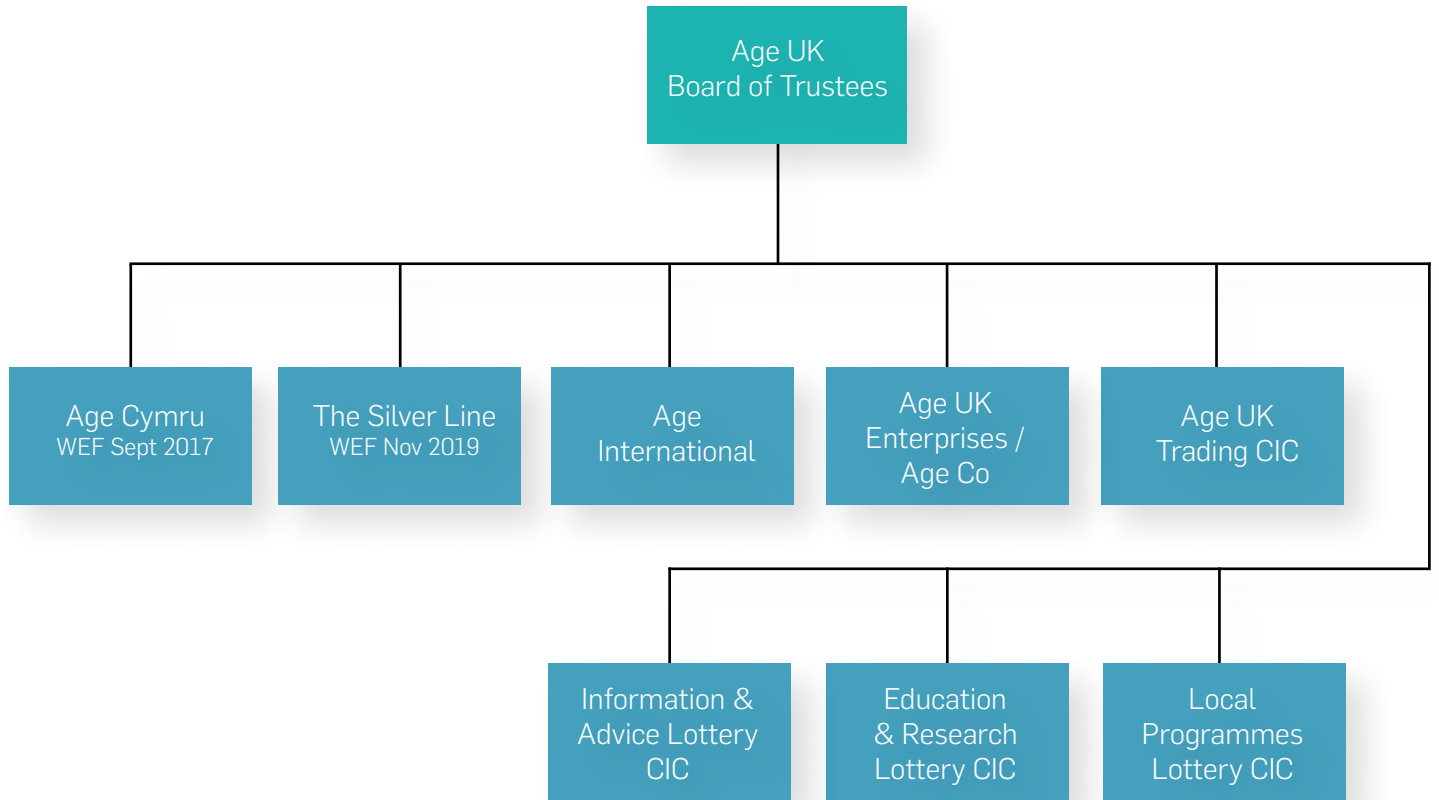 Age UK
Board of Trustees
Age Cymru
WEF Sept 2017
The Silver Line
WEF Nov 2019
Age
International
Age UK
Enterprises /
Age Co
Age UK
Trading CIC
Information &
Advice Lottery
CIC
Education
& Research
Lottery CIC
Local
Programmes
Lottery CIC